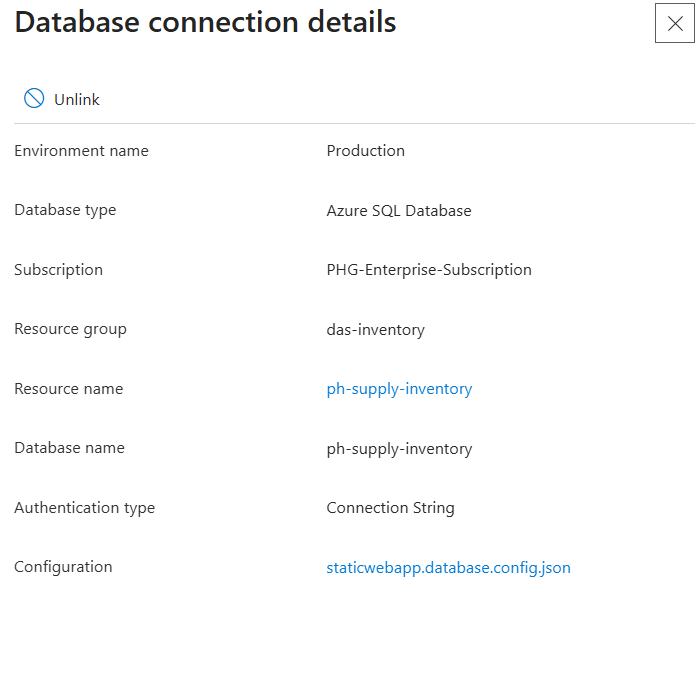 Database connection details
Unlink
Environment name Production
Database type Azure SQL Database
Subscription PHG-Enterprise-Subscription
Resource group das-inventory
Resource name ph-supply-inventory
Database name ph-supply-inventory
Authentication type Connection String
Configuration staticwebapp.database.config.json